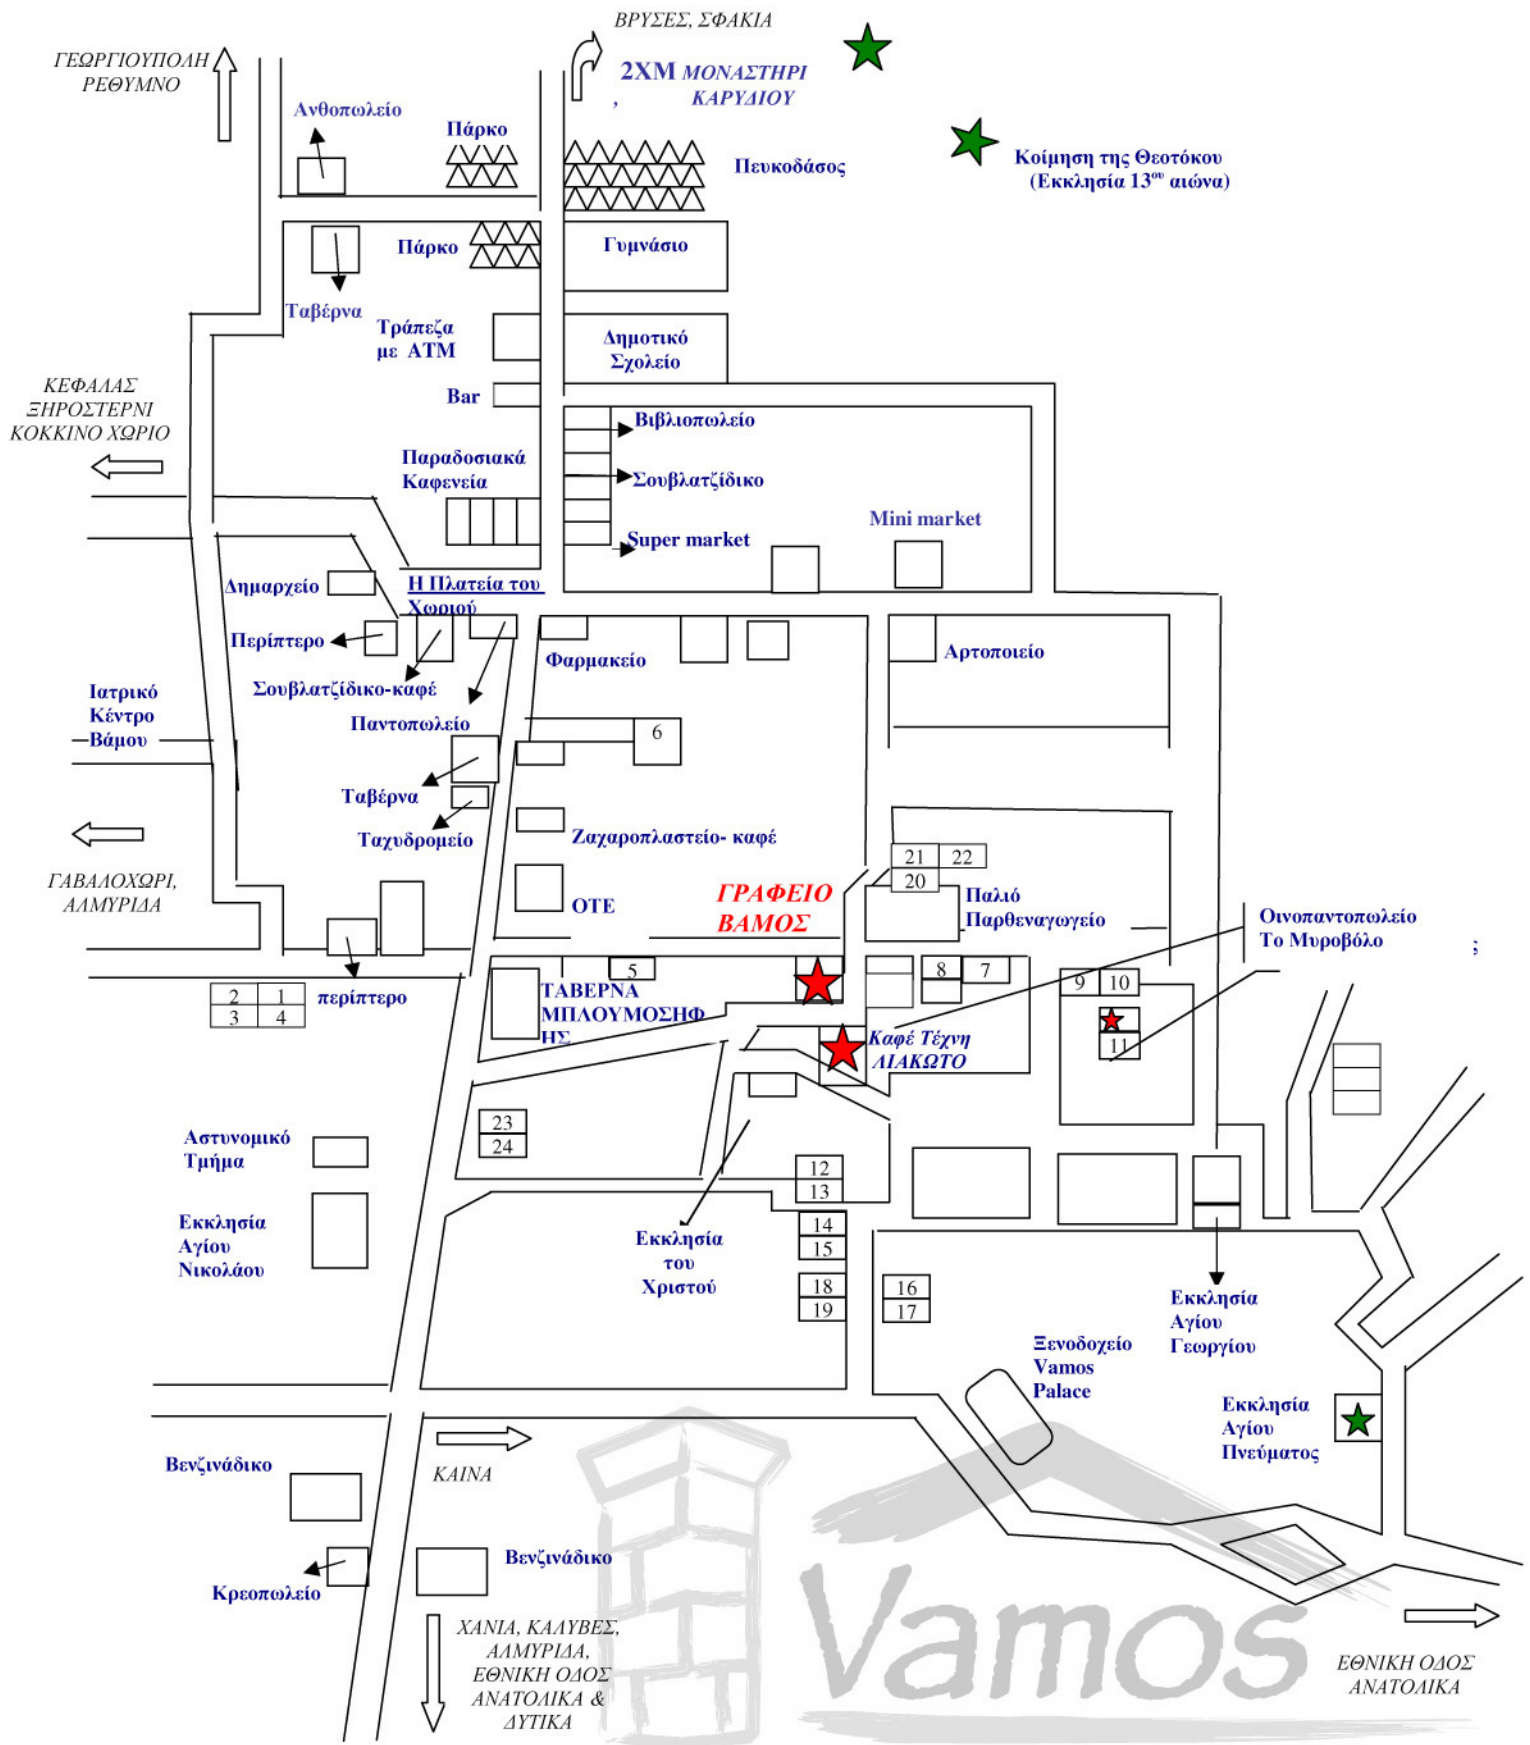 ΒΡΥΣΕΣ, ΣΦΑΚΙΑ
ΓΕΩΡΓΙΟΥΠΟΛΗ
ΡΕΘΥΜΝΟ
2ΧΜ ΜΟΝΑΣΤΗΡΙ
, ΚΑΡΥΔΙΟΥ
Ανθοπωλείο
Πάρκο
Πευκοδάσος
Κοίμηση της Θεοτόκου
(Εκκλησία 13ου αιώνα)
Πάρκο
Γυμνάσιο
Ταβέρνα
Τράπεζα
με ΑΤΜ
Δημοτικό
Σχολείο
ΚΕΦΑΛΑΣ
ΞΗΡΟΣΤΕΡΝΙ
ΚΟΚΚΙΝΟ ΧΩΡΙΟ
Bar
Βιβλιοπωλείο
Παραδοσιακά
Καφενεία
Σουβλατζίδικο
Mini market
Super market
Δημαρχείο
Η Πλατεία του
Χωριού
Περίπτερο
Φαρμακείο
Αρτοποιείο
Σουβλατζίδικο-καφέ
Ιατρικό
Κέντρο
Βάμου
Παντοπωλείο
6
Ταβέρνα
Ταχυδρομείο
Ζαχαροπλαστείο- καφέ
ΓΑΒΑΛΟΧΩΡΙ,
ΑΛΜΥΡΙΔΑ
21 22
20
ΓΡΑΦΕΙΟ
ΒΑΜΟΣ
ΟΤΕ
Παλιό
Παρθεναγωγείο
Οινοπαντοπωλείο
Το Μυροβόλο
ς
5
8 7
9 10
2 1
3 4
περίπτερο
ΤΑΒΕΡΝΑ
ΜΠΛΟΥΜΟΣΗΦ
ΗΣ
Καφέ Τέχνη
ΛΙΑΚΩΤΟ
11
23
24
Αστυνομικό
Τμήμα
12
13
Εκκλησία
Αγίου
Νικολάου
Εκκλησία
του
Χριστού
14
15
18
19
16
17
Εκκλησία
Αγίου
Γεωργίου
Ξενοδοχείο
Vamos
Palace
Εκκλησία
Αγίου
Πνεύματος
Βενζινάδικο
ΚΑΙΝΑ
Βενζινάδικο
Κρεοπωλείο
ΧΑΝΙΑ, ΚΑΛΥΒΕΣ,
ΑΛΜΥΡΙΔΑ,
ΕΘΝΙΚΗ ΟΔΟΣ
ΑΝΑΤΟΛΙΚΑ &
ΔΥΤΙΚΑ
Vamos
ΕΘΝΙΚΗ ΟΔΟΣ
ΑΝΑΤΟΛΙΚΑ